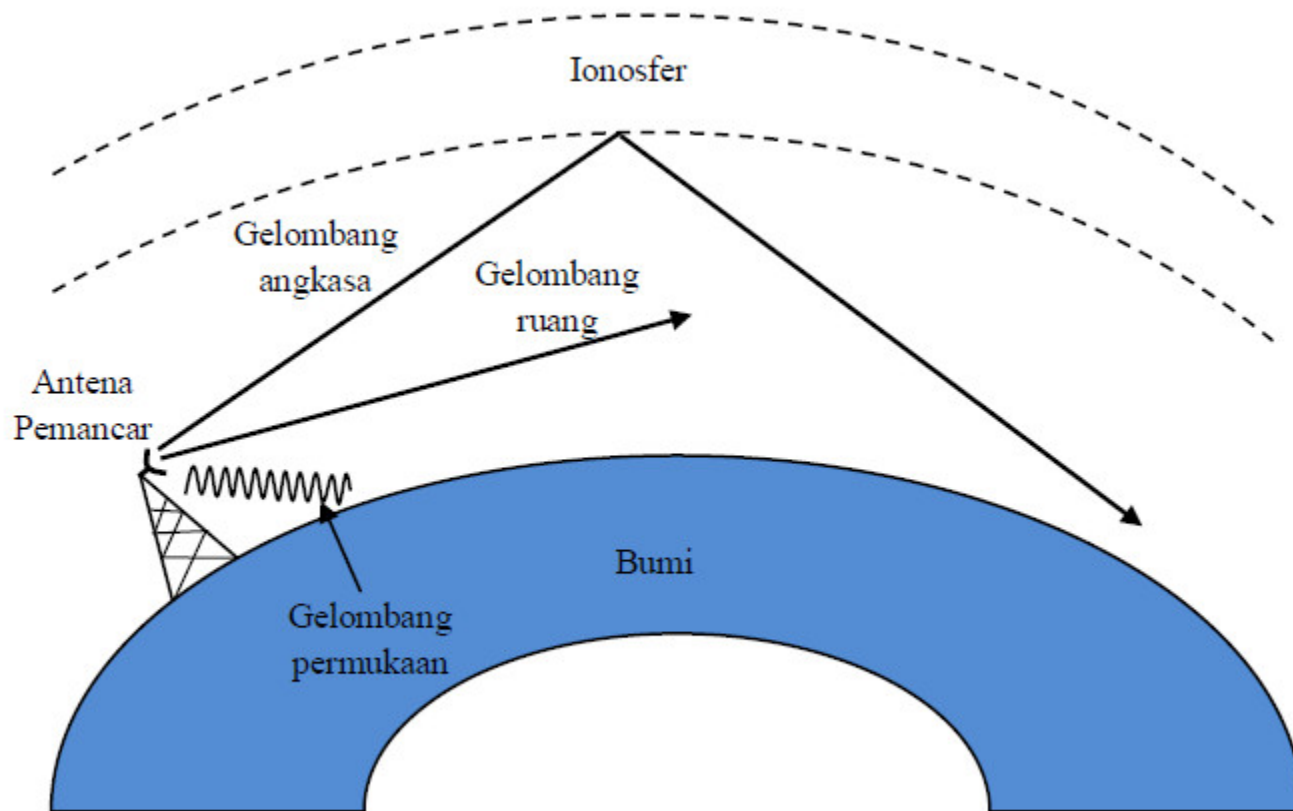 Ionosfer
Gelombang
angkasa
Gelombang
ruang
Antena
Pemancar
Bumi
Gelombang
permukaan